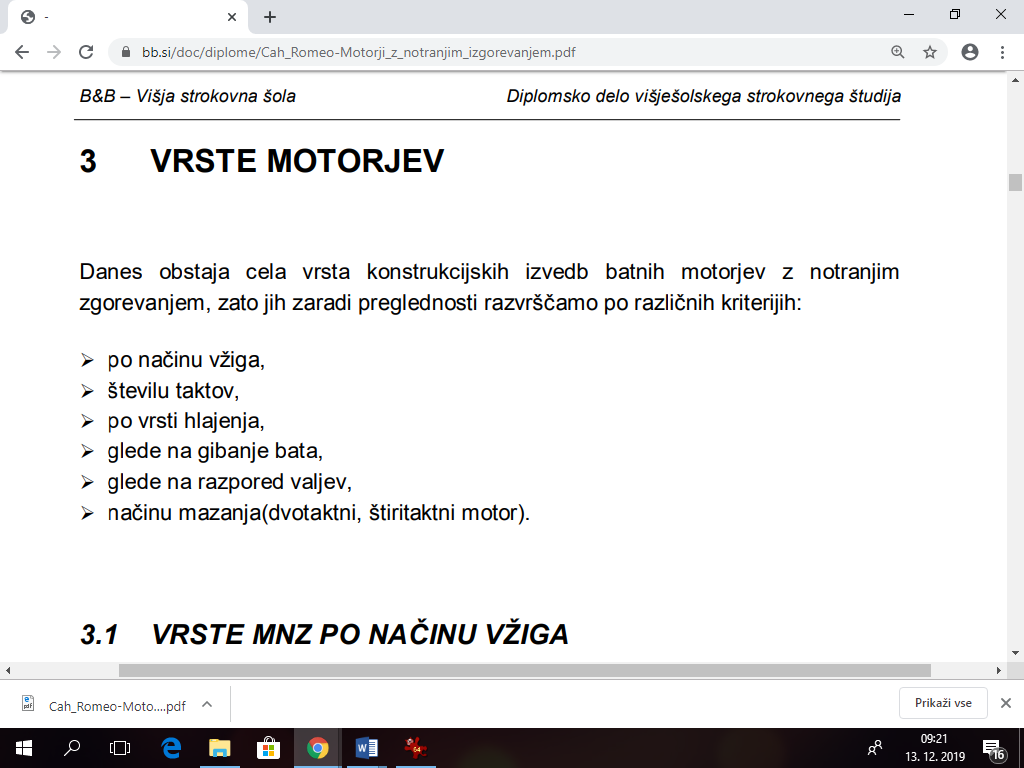 -
bb.si/doc/diplome/Cah_Romeo-Motorji_z_notranjim_izgorevanjem.pdf
B&B – Višja strokovna šola Diplomsko delo višješolskega strokovnega študija
3 VRSTE MOTORJEV
Danes obstaja cela vrsta konstrukcijskih izvedb batnih motorjev z notranjim
zgorevanjem, zato jih zaradi preglednosti razvrščamo po različnih kriterijih:
➢ po načinu vžiga,
➢ številu taktov,
➢ po vrsti hlajenja,
➢ glede na gibanje bata,
➢ glede na razpored valjev,
➢ načinu mazanja(dvotaktni, štiritaktni motor).
3.1 VRSTE MNZ PO NAČINU VŽIGA
Cah_Romeo-Moto....pdf
Prikaži vse
64
09:21
13. 12. 2019
16